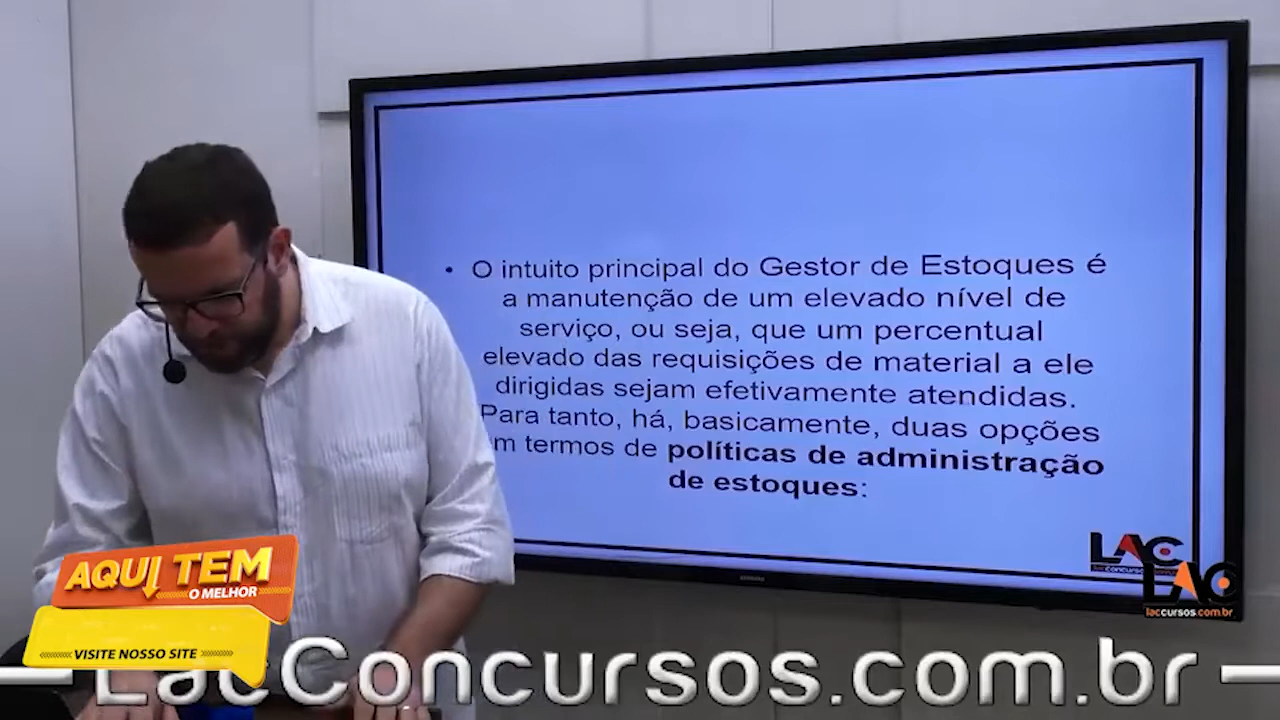 • O intuito principal do Gestor de Estoques é
a manutenção de um elevado nível de
serviço, ou seja, que um percentual
elevado das requisições de material a ele
dirigidas sejam efetivamente atendidas.
Para tanto, há, basicamente, duas opções
m termos de políticas de administração
de estoques:
LAC
LAC
laccursos.com.br
AQUI TEM
O MELHOR
VISITE NOSSO SITE
LacConcursos.com.br